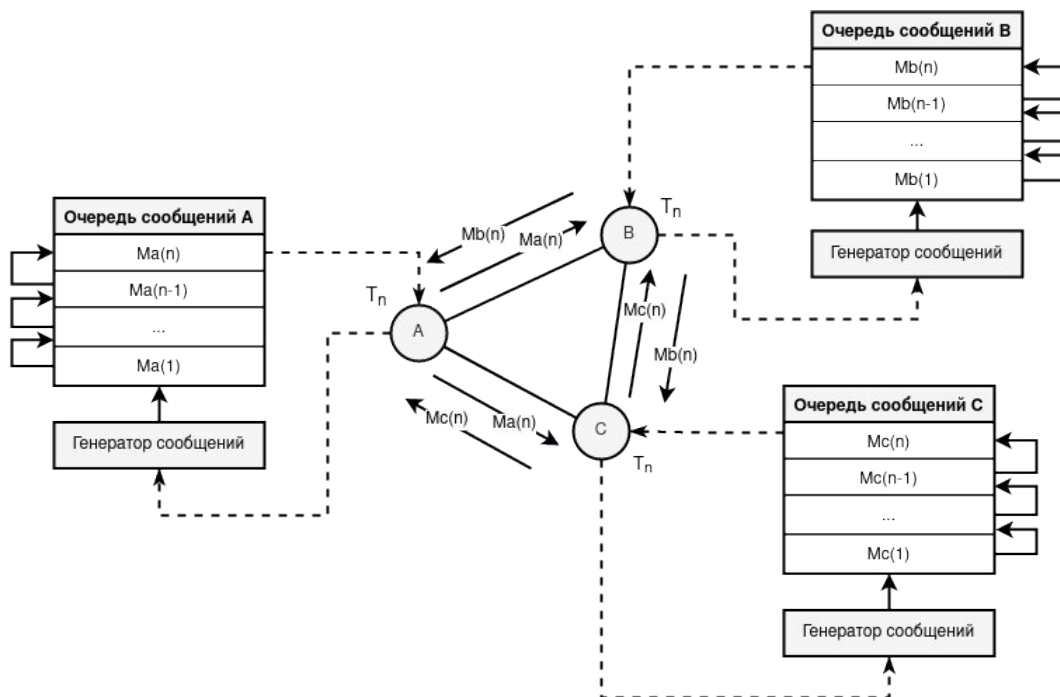 Очередь сообщений B
Mb(n)
Mb(n-1)
...
Mb(1)
Генератор сообщений
Очередь сообщений A
Ma(n)
Ma(n-1)
...
Ma(1)
Генератор сообщений
Tn
B
Mb(n)
Ma(n)
Tn
A
Mc(n)
Mb(n)
Mc(n)
Ma(n)
C
Tn
Очередь сообщений C
Mc(n)
Mc(n-1)
...
Mc(1)
Генератор сообщений